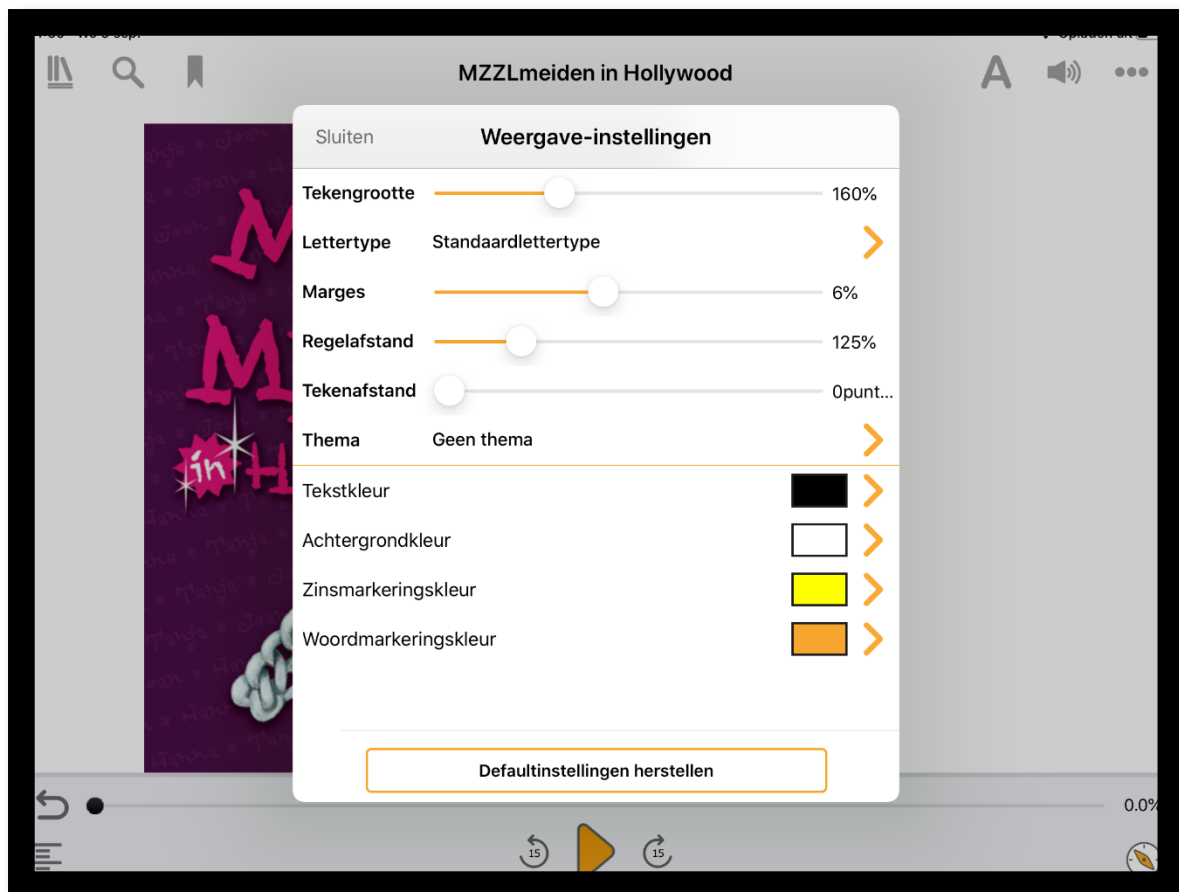 MZZLmeiden in Hollywood
Sluiten
Weergave-instellingen
Tekengrootte 160%
Lettertype Standaardlettertype
Marges 6%
Regelafstand 125%
Tekenafstand 0punt...
Thema Geen thema
Tekstkleur
Achtergrondkleur
Zinsmarkeringskleur
Woordmarkeringskleur
Defaultinstellingen herstellen
in
0.0%
15
15